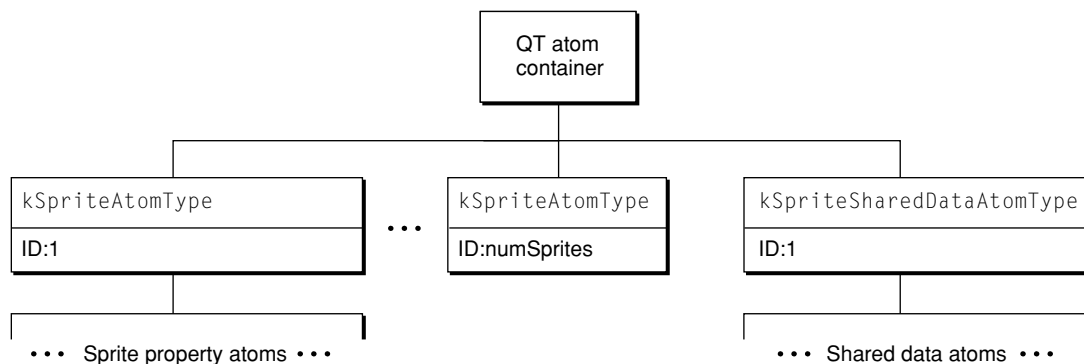 QT atom
container
kSpriteAtomType
ID:1
• • •
kSpriteAtomType
ID:numSprites
kSpriteSharedDataAtomType
ID:1
• • • Sprite property atoms • • •
• • • Shared data atoms • • •